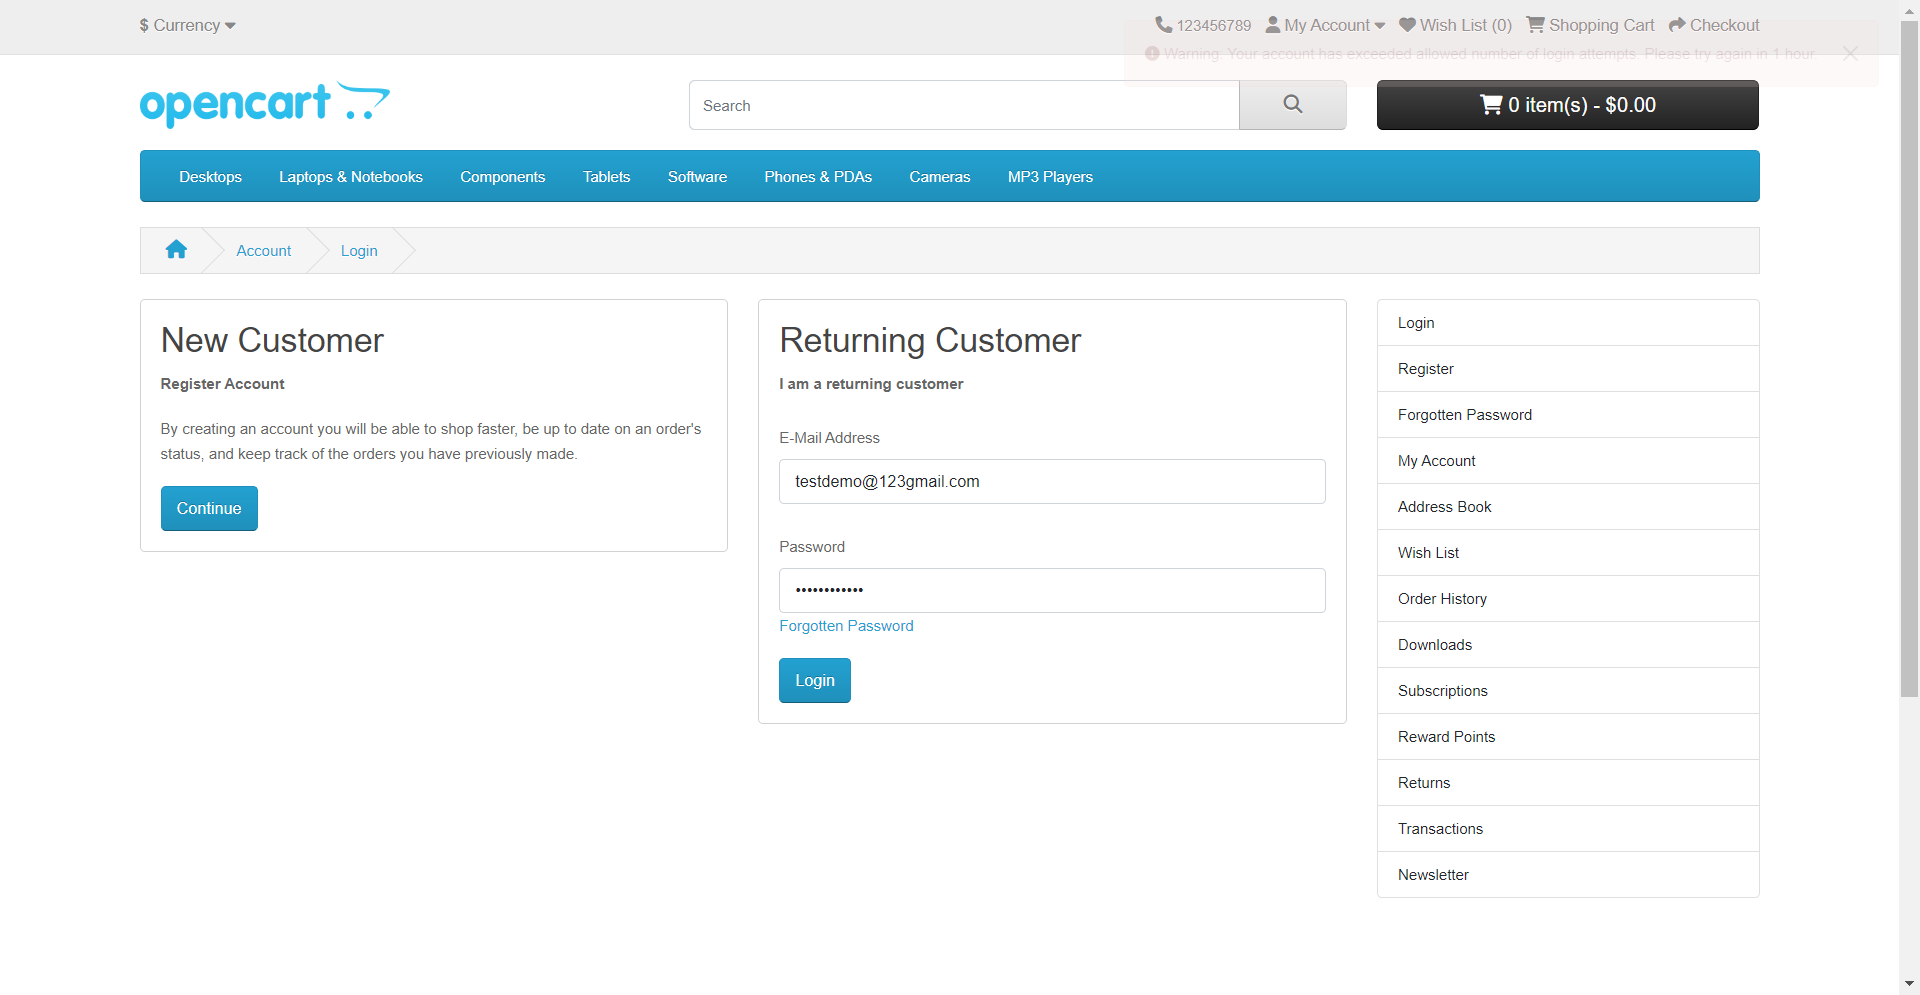 $ Currency
123456789 My Account Wish List (0) Shopping Cart Checkout
Warning: Your account has exceeded allowed number of login attempts. Please try again in 1 hour.
opencart
Search
0 item(s) - $0.00
Desktops Laptops & Notebooks Components Tablets Software Phones & PDAs Cameras MP3 Players
Account Login
New Customer
Register Account
By creating an account you will be able to shop faster, be up to date on an order's
status, and keep track of the orders you have previously made.
Continue
Returning Customer
I am a returning customer
E-Mail Address
testdemo@123gmail.com
Password
••••••••••••
Forgotten Password
Login
Login
Register
Forgotten Password
My Account
Address Book
Wish List
Order History
Downloads
Subscriptions
Reward Points
Returns
Transactions
Newsletter